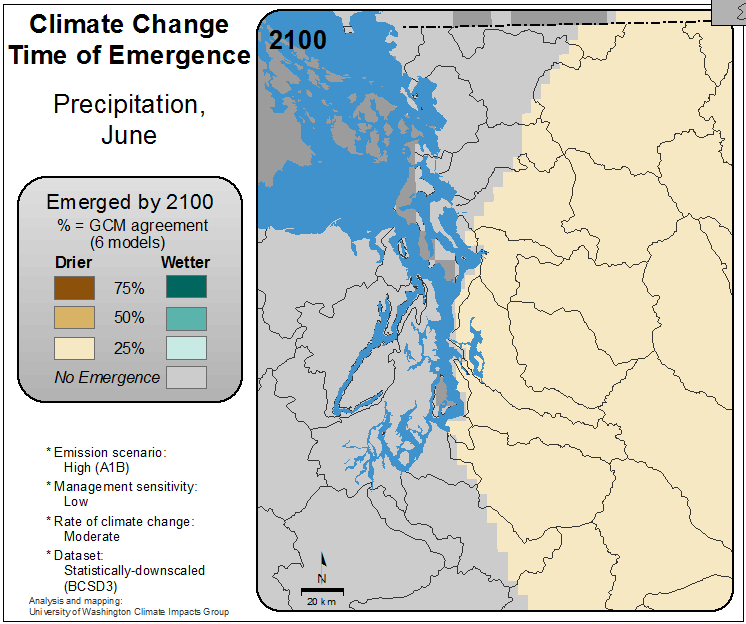 Climate Change
Time of Emergence
Precipitation,
June
Emerged by 2100
% = GCM agreement
(6 models)
Drier Wetter
75%
50%
25%
No Emergence
* Emission scenario:
High (A1B)
* Management sensitivity:
Low
* Rate of climate change:
Moderate
* Dataset:
Statistically-downscaled
(BCSD3)
Analysis and mapping:
University of Washington Climate Impacts Group
2100
N
20 km